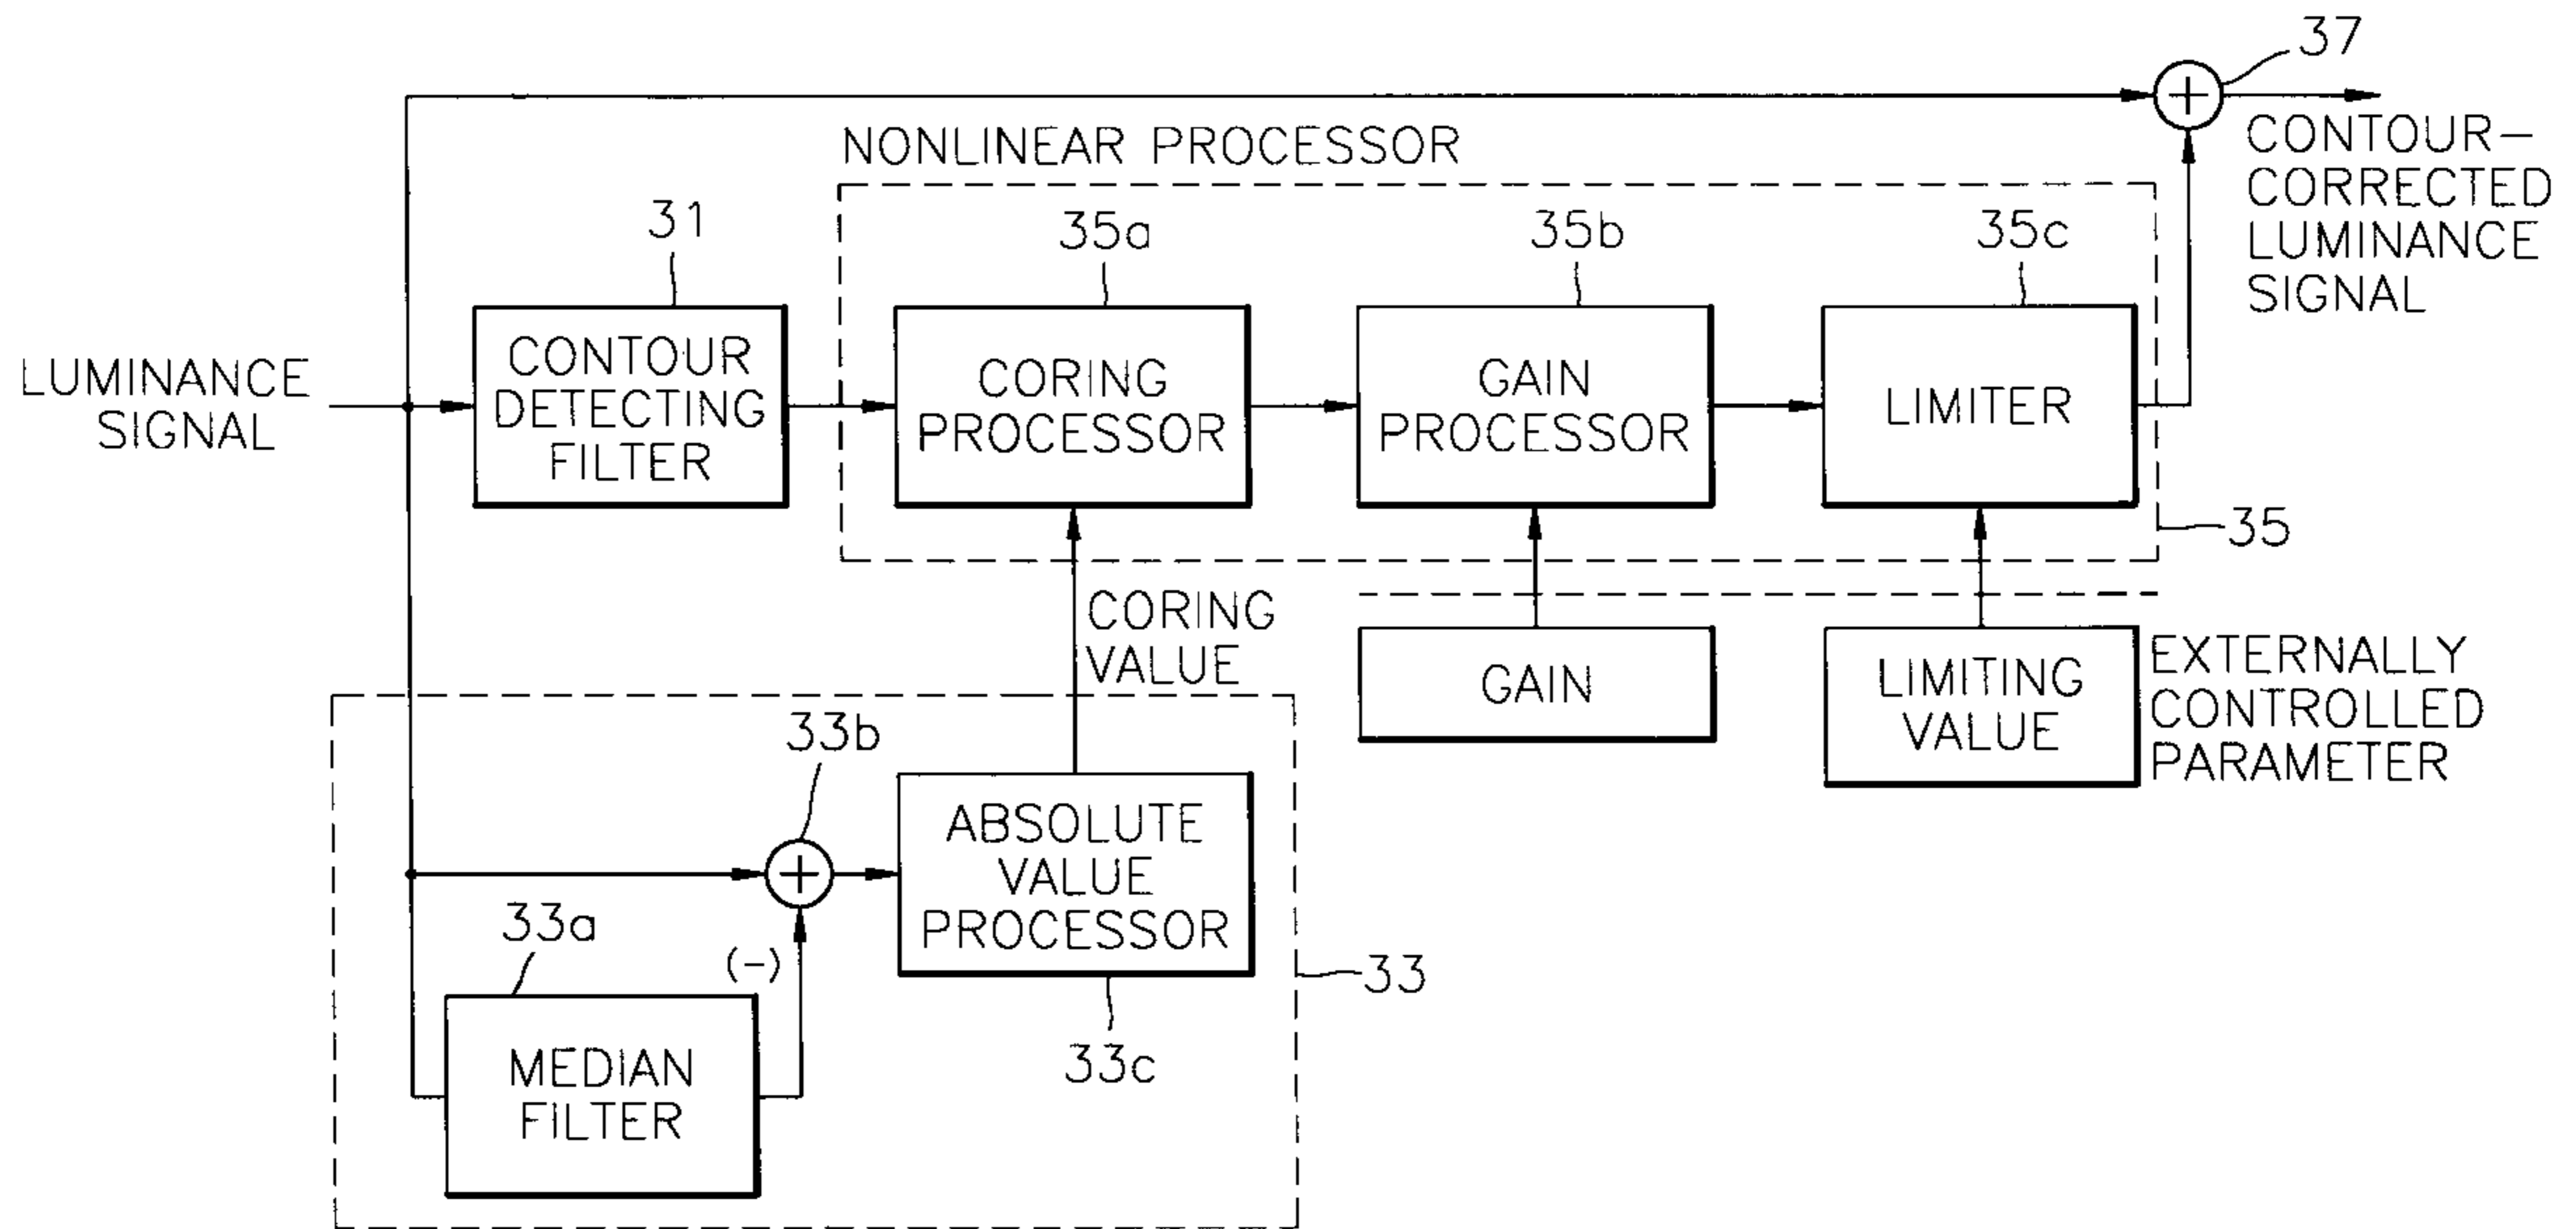 37
CONTOUR-
CORRECTED
LUMINANCE
SIGNAL
NONLINEAR PROCESSOR
31
35a
35b
35c
LUMINANCE
SIGNAL
CONTOUR
DETECTING
FILTER
CORING
PROCESSOR
GAIN
PROCESSOR
LIMITER
35
CORING
VALUE
GAIN
LIMITING
VALUE
EXTERNALLY
CONTROLLED
PARAMETER
33b
ABSOLUTE
VALUE
PROCESSOR
33a
(-)
33
33c
MEDIAN
FILTER